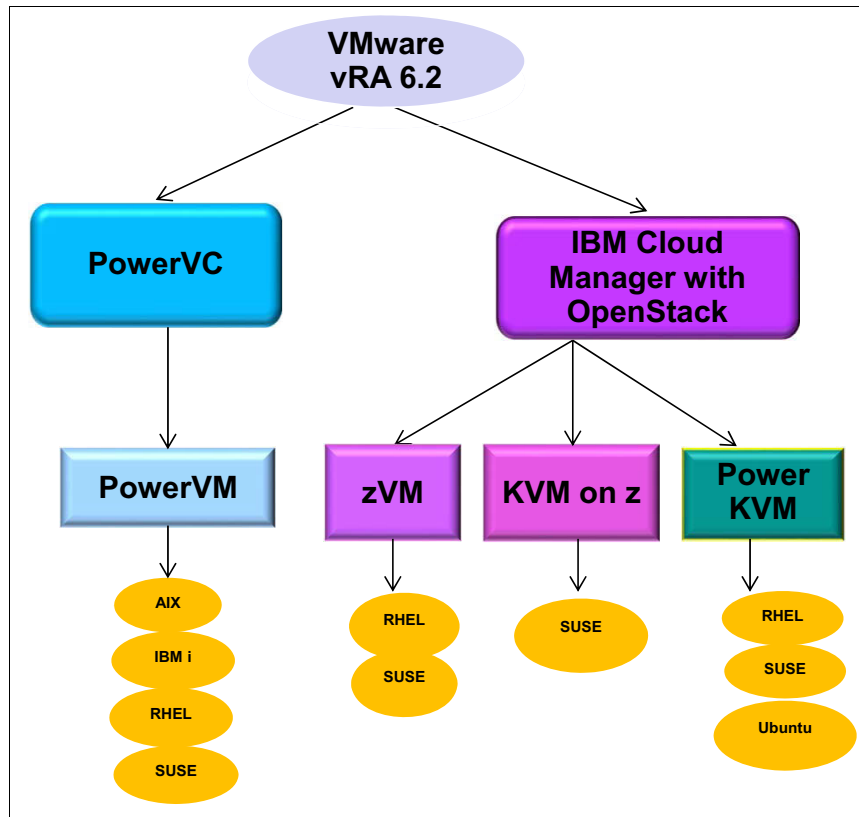 VMware
vRA 6.2
PowerVC
IBM Cloud
Manager with
OpenStack
PowerVM
zVM
KVM on z
Power
KVM
AIX
IBM i
RHEL
SUSE
RHEL
SUSE
SUSE
RHEL
SUSE
Ubuntu